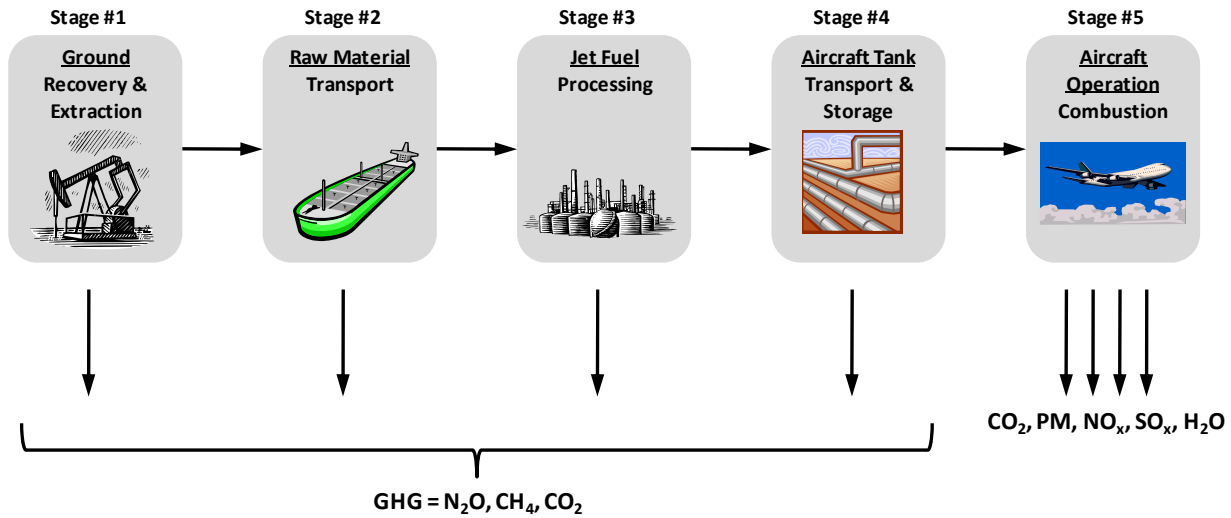 Stage #1
Ground
Recovery &
Extraction
Stage #2
Raw Material
Transport
Stage #3
Jet Fuel
Processing
Stage #4
Aircraft Tank
Transport &
Storage
Stage #5
Aircraft
Operation
Combustion
CO₂, PM, NOₓ, SOₓ, H₂O
GHG = N₂O, CH₄, CO₂